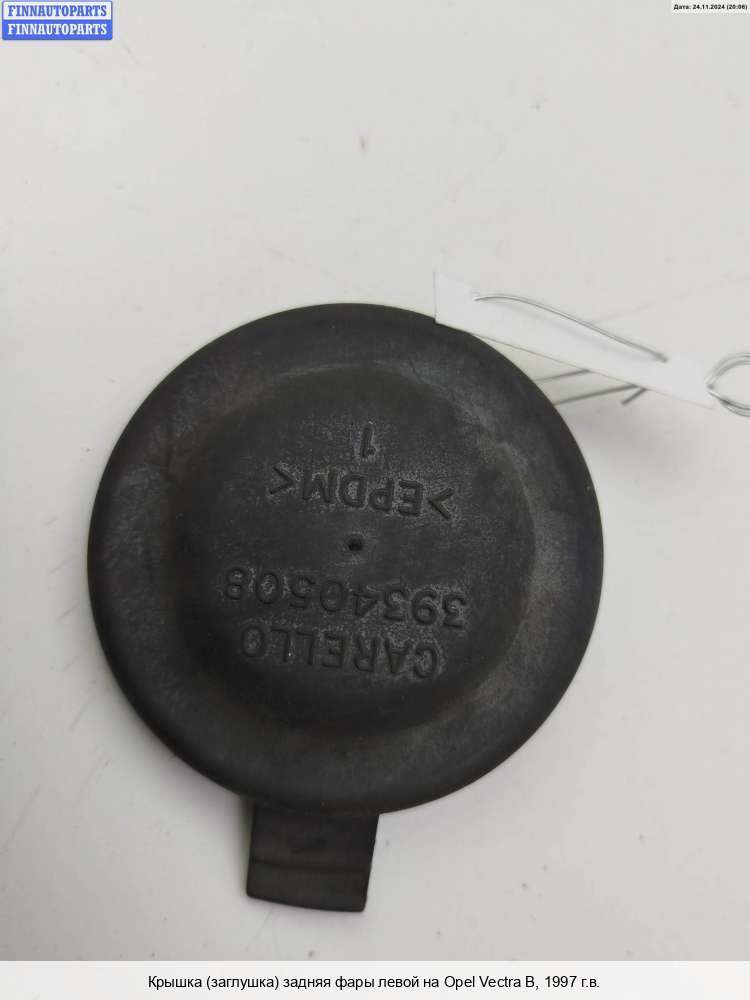 FINNAUTOPARTS
FINNAUTOPARTS
Дата: 24.11.2024 (20:06)
CARELLO
39340508
>EPDM<
1
Крышка (заглушка) задняя фары левой на Opel Vectra B, 1997 г.в.